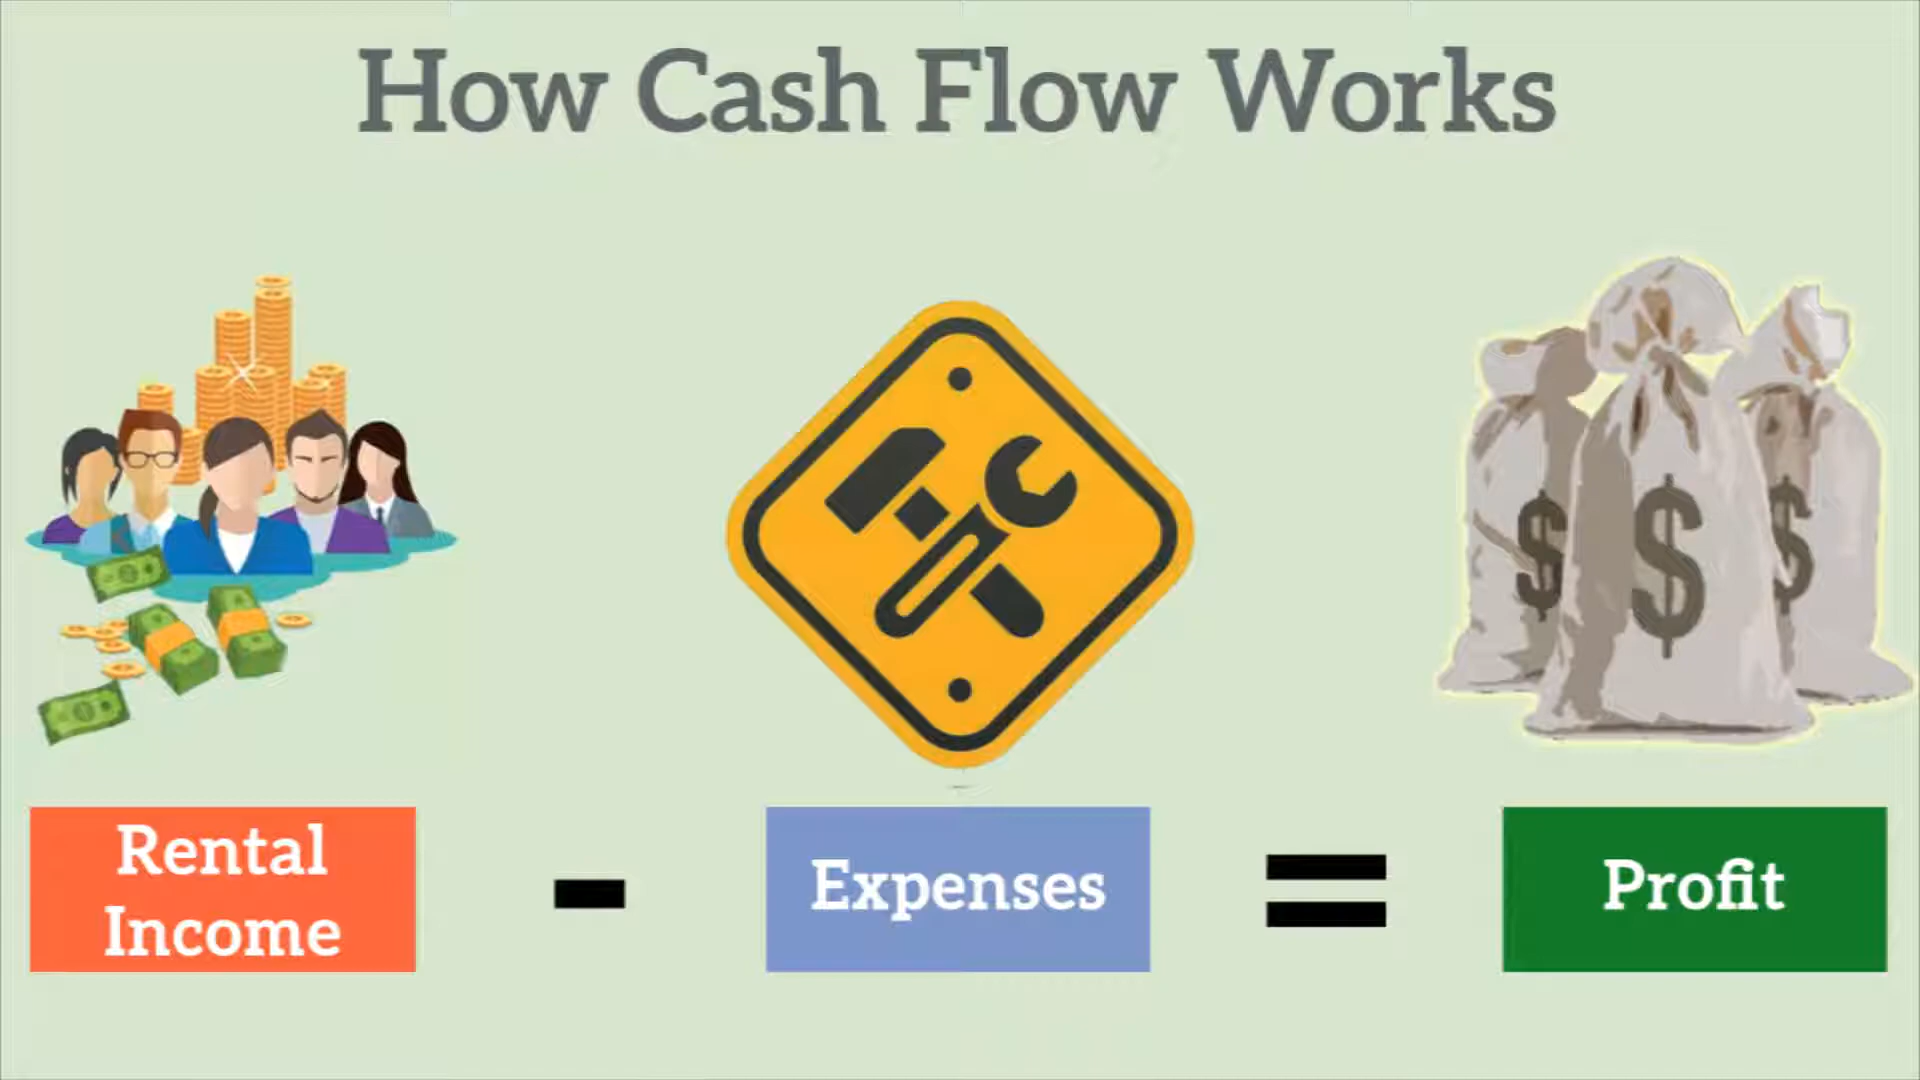 How Cash Flow Works
$ $ $
Rental
Income
-
Expenses
=
Profit